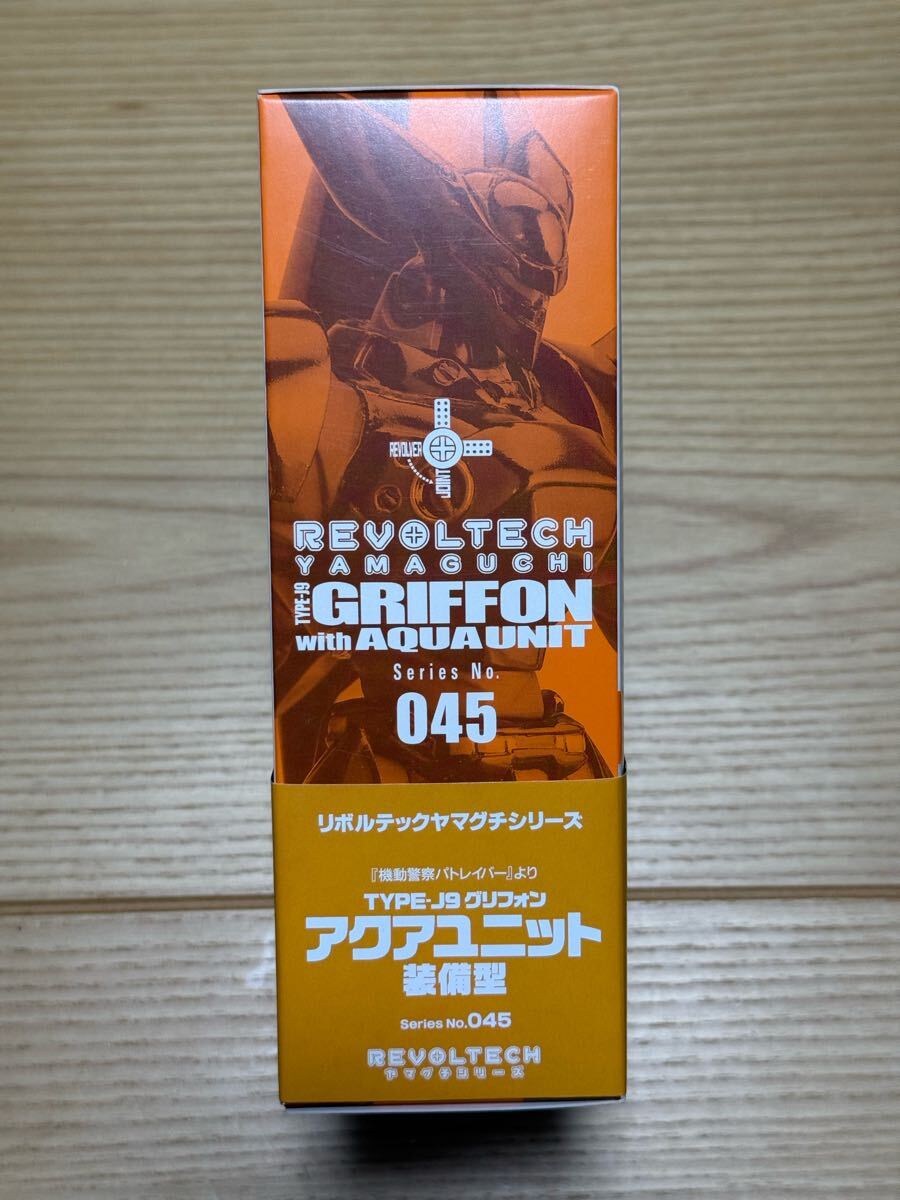 REVOLVER
JOINT
REVOLTECH
YAMAGUCHI
TYPE-J9
GRIFFON
with AQUA UNIT
Series No.
045
リボルテックヤマグチシリーズ
『機動警察パトレイバー』より
TYPE-J9 グリフォン
アクアユニット
装備型
Series No.045
REVOLTECH
ヤマグチシリーズ